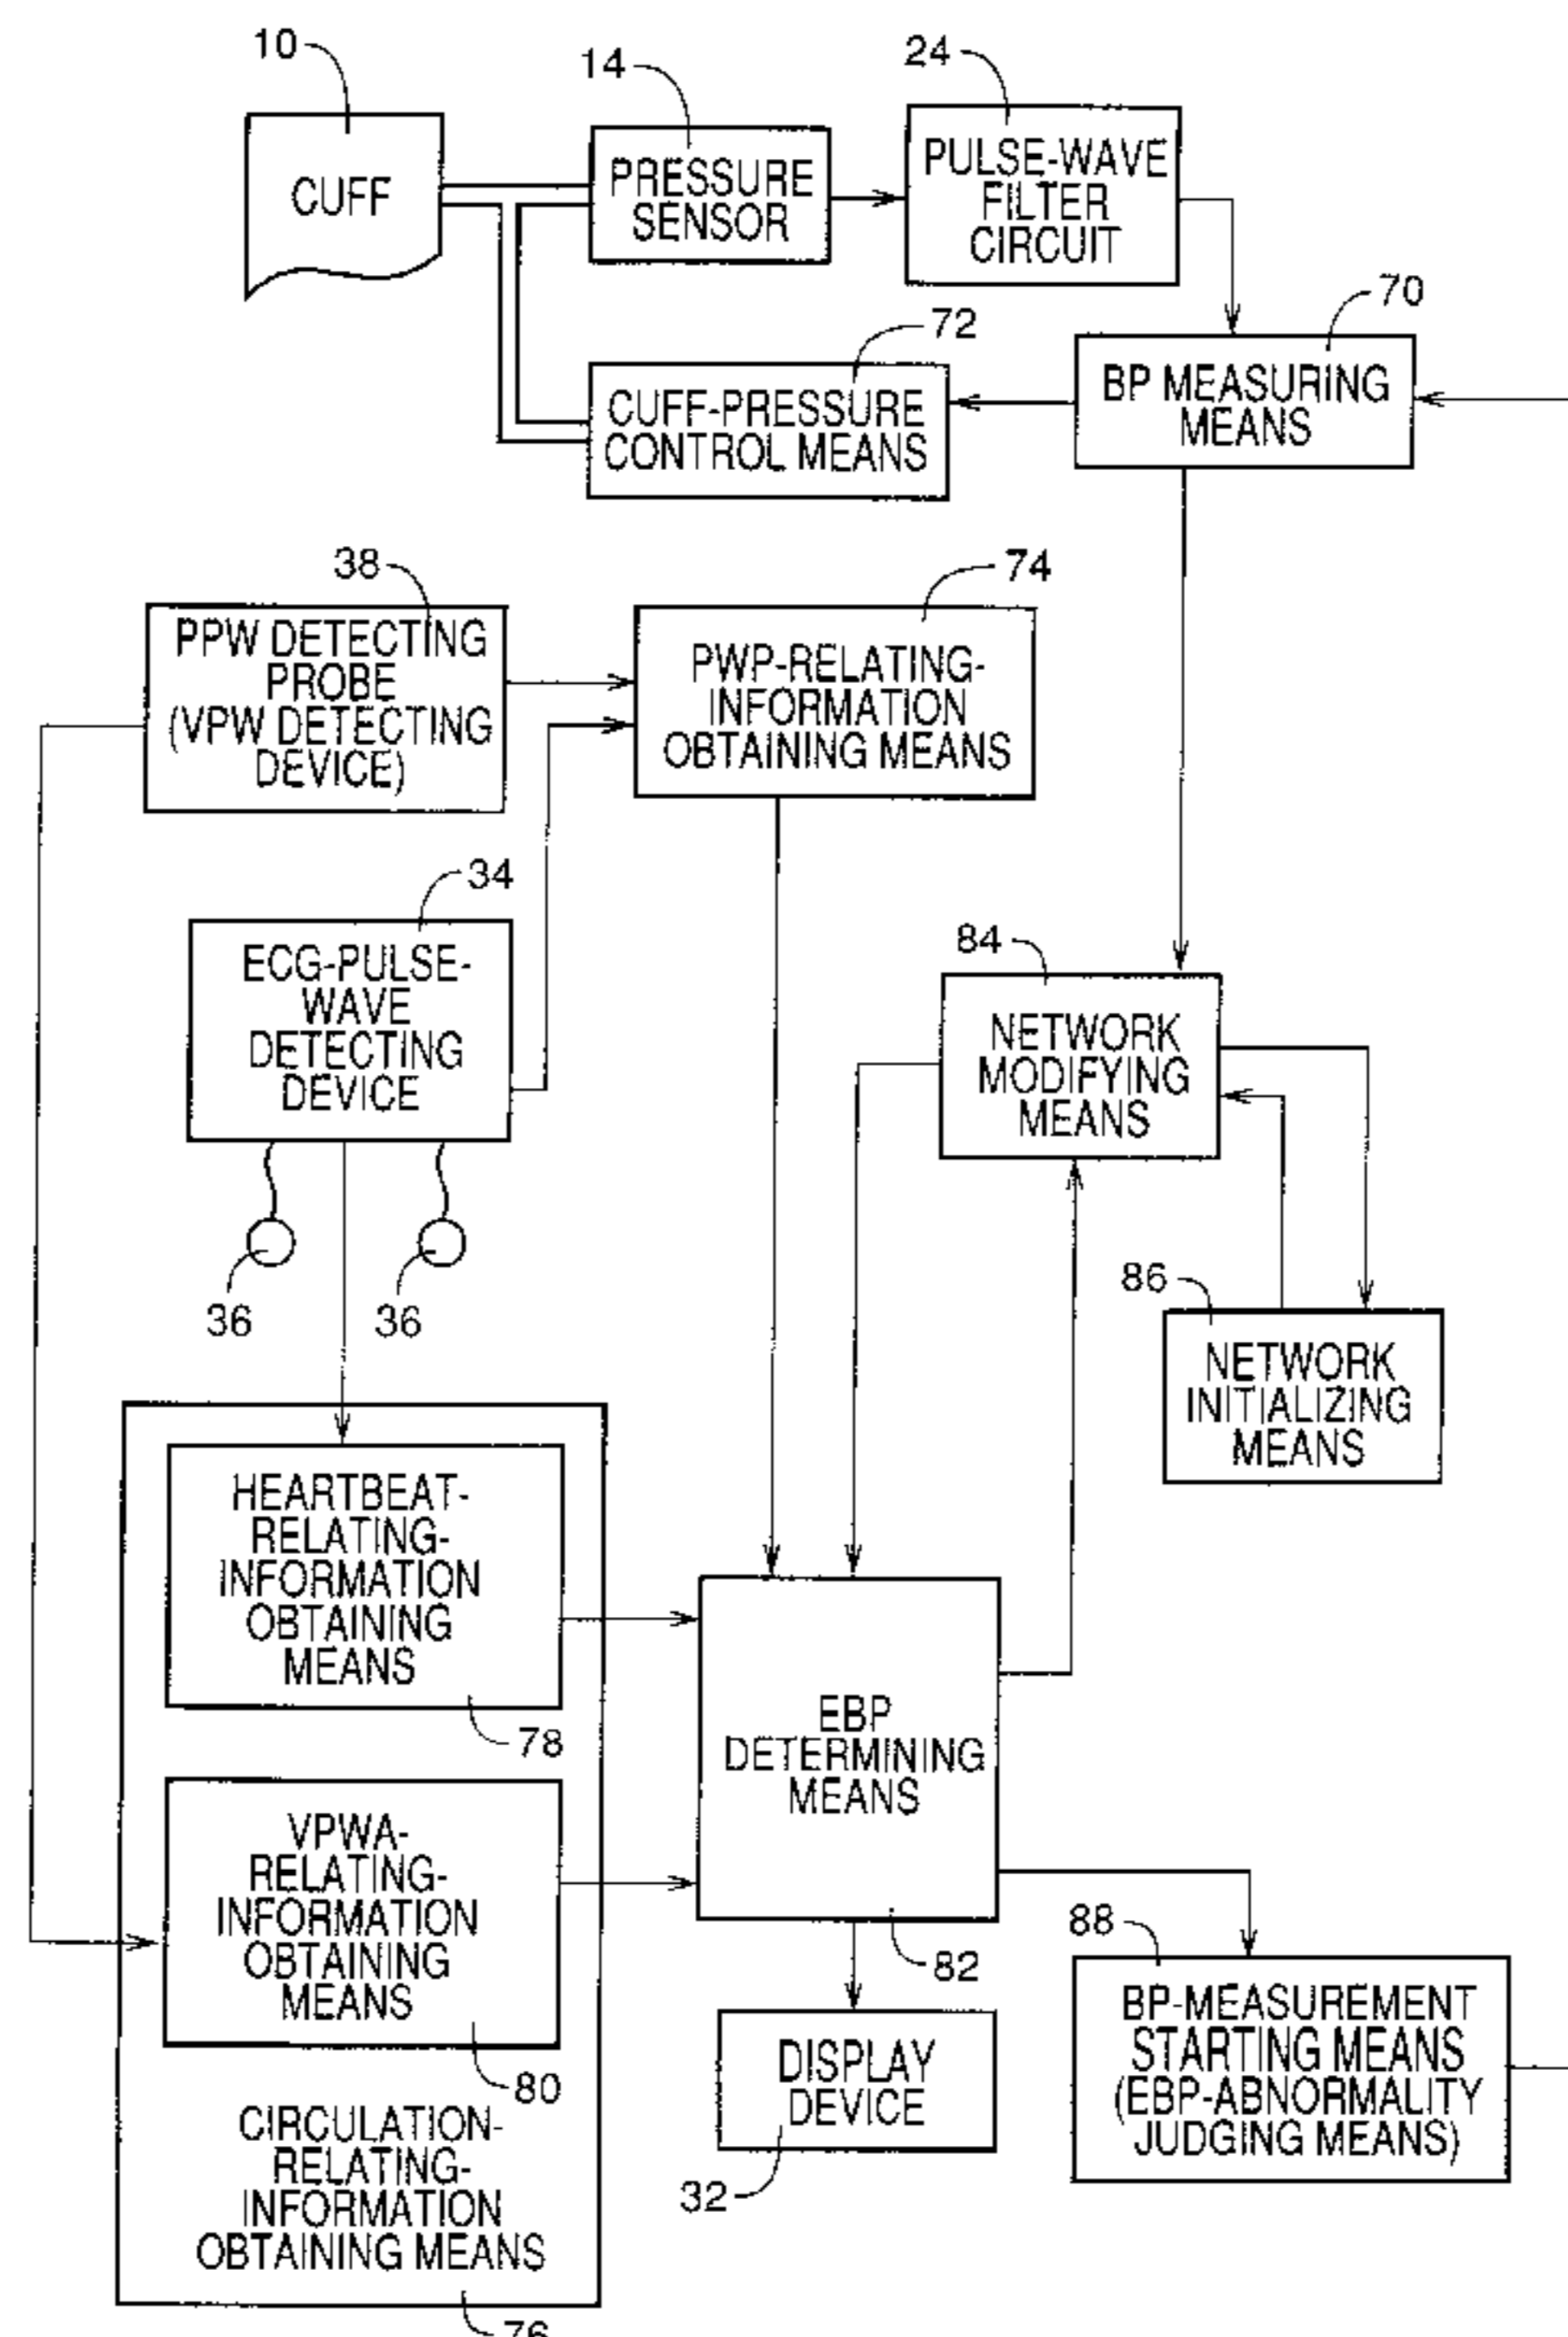 10
14
24
CUFF
PRESSURE
SENSOR
PULSE-WAVE
FILTER
CIRCUIT
72
70
CUFF-PRESSURE
CONTROL MEANS
BP MEASURING
MEANS
38
74
PPW DETECTING
PROBE
(VPW DETECTING
DEVICE)
PWP-RELATING-
INFORMATION
OBTAINING MEANS
34
ECG-PULSE-
WAVE
DETECTING
DEVICE
84
NETWORK
MODIFYING
MEANS
36
36
86
NETWORK
INITIALIZING
MEANS
HEARTBEAT-
RELATING-
INFORMATION
OBTAINING
MEANS
78
EBP
DETERMINING
MEANS
82
VPWA-
RELATING-
INFORMATION
OBTAINING
MEANS
80
CIRCULATION-
RELATING-
INFORMATION
OBTAINING MEANS
76
DISPLAY
DEVICE
32
88
BP-MEASUREMENT
STARTING MEANS
(EBP-ABNORMALITY
JUDGING MEANS)